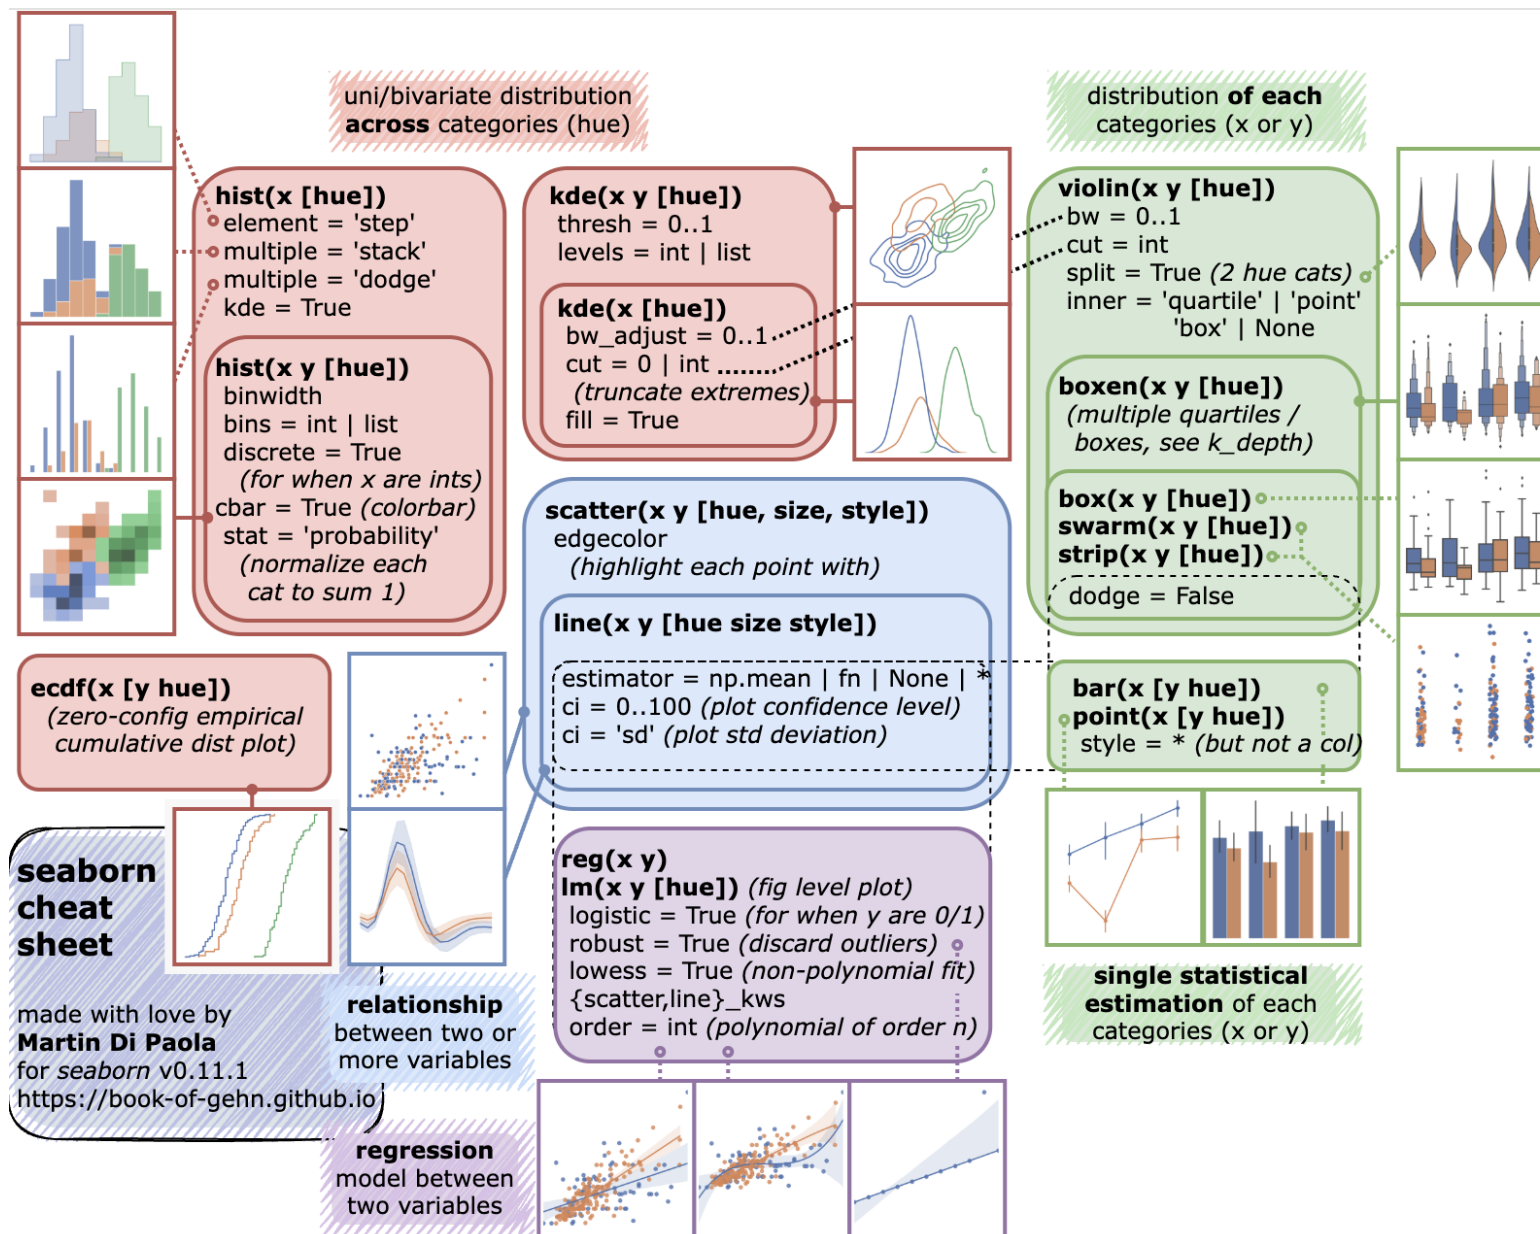 uni/bivariate distribution
across categories (hue)
distribution of each
categories (x or y)
hist(x [hue])
element = 'step'
multiple = 'stack'
multiple = 'dodge'
kde = True
hist(x y [hue])
binwidth
bins = int | list
discrete = True
(for when x are ints)
cbar = True (colorbar)
stat = 'probability'
(normalize each
cat to sum 1)
kde(x y [hue])
thresh = 0..1
levels = int | list
kde(x [hue])
bw_adjust = 0..1
cut = 0 | int
(truncate extremes)
fill = True
violin(x y [hue])
bw = 0..1
cut = int
split = True (2 hue cats)
inner = 'quartile' | 'point'
'box' | None
boxen(x y [hue])
(multiple quartiles /
boxes, see k_depth)
box(x y [hue])
swarm(x y [hue])
strip(x y [hue])
dodge = False
scatter(x y [hue, size, style])
edgecolor
(highlight each point with)
line(x y [hue size style])
estimator = np.mean | fn | None | *
ci = 0..100 (plot confidence level)
ci = 'sd' (plot std deviation)
ecdf(x [y hue])
(zero-config empirical
cumulative dist plot)
bar(x [y hue])
point(x [y hue])
style = * (but not a col)
reg(x y)
lm(x y [hue]) (fig level plot)
logistic = True (for when y are 0/1)
robust = True (discard outliers)
lowess = True (non-polynomial fit)
{scatter,line}_kws
order = int (polynomial of order n)
single statistical
estimation of each
categories (x or y)
seaborn
cheat
sheet
made with love by
Martin Di Paola
for seaborn v0.11.1
https://book-of-gehn.github.io
relationship
between two or
more variables
regression
model between
two variables